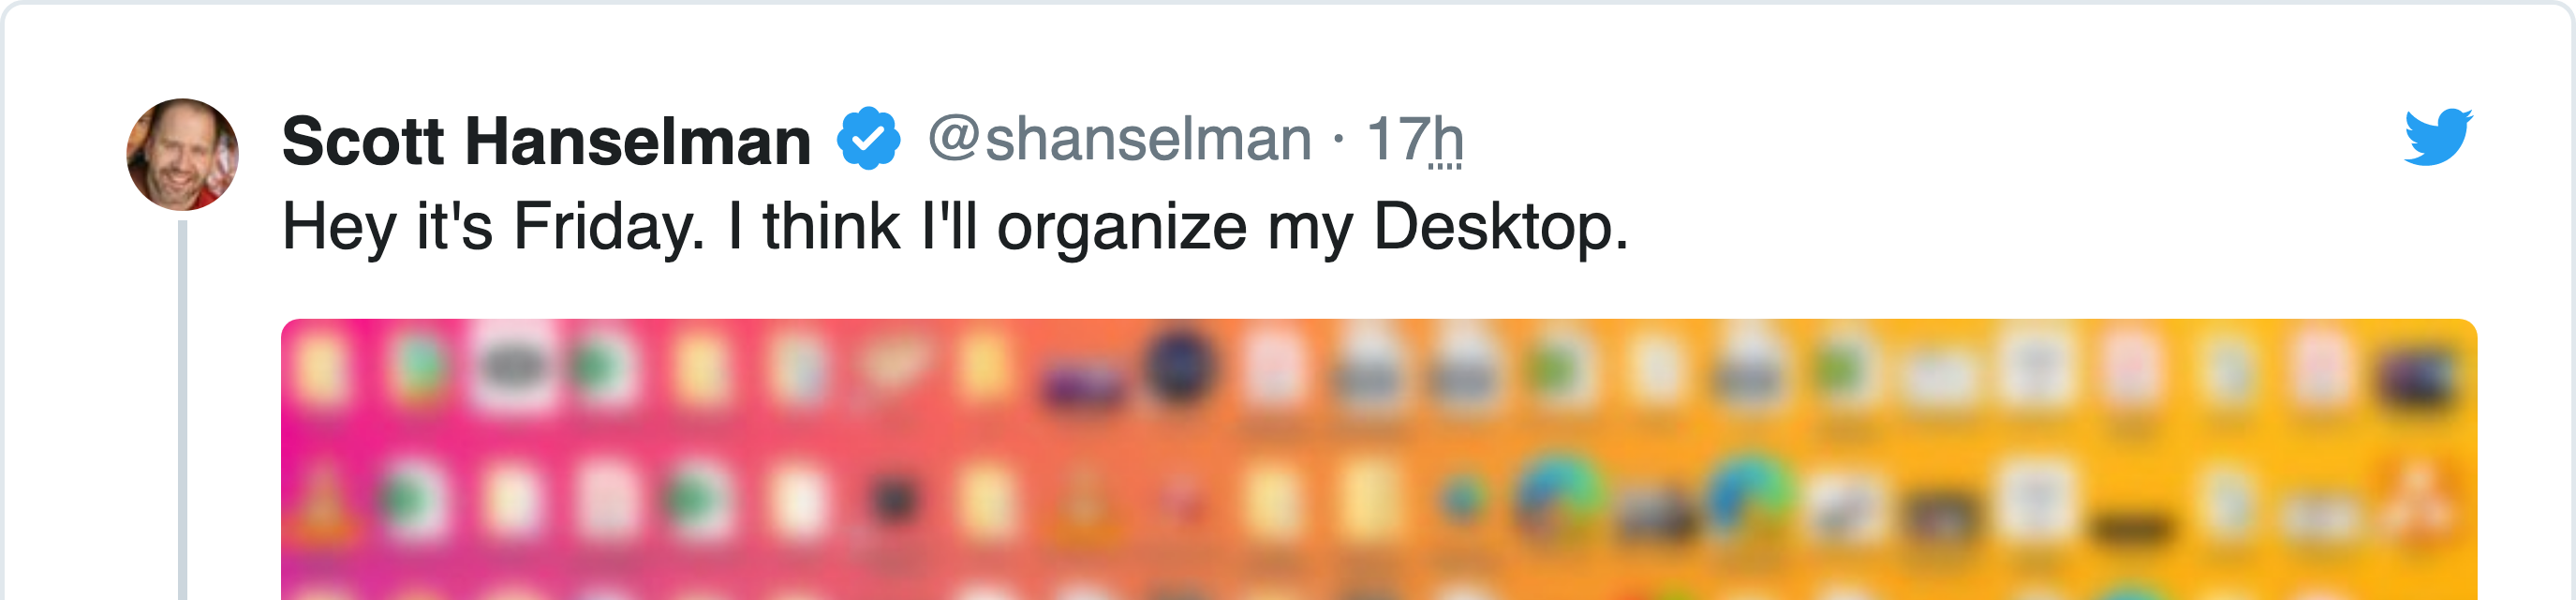 Scott Hanselman @shanselman · 17h
Hey it's Friday. I think I'll organize my Desktop.